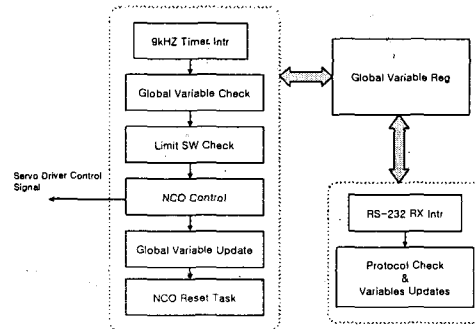 9kHZ Timer Intr
Global Variable Check
Limit SW Check
Servo Driver Control
Signal
NCO Control
Global Variable Update
NCO Reset Task
Global Variable Reg
RS-232 RX Intr
Protocol Check
&
Variables Updates